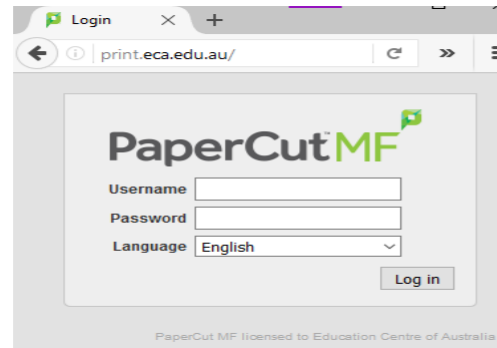 Login
print.eca.edu.au/
PaperCut MF
Username
Password
Language English
Log in
PaperCut MF licensed to Education Centre of Australia